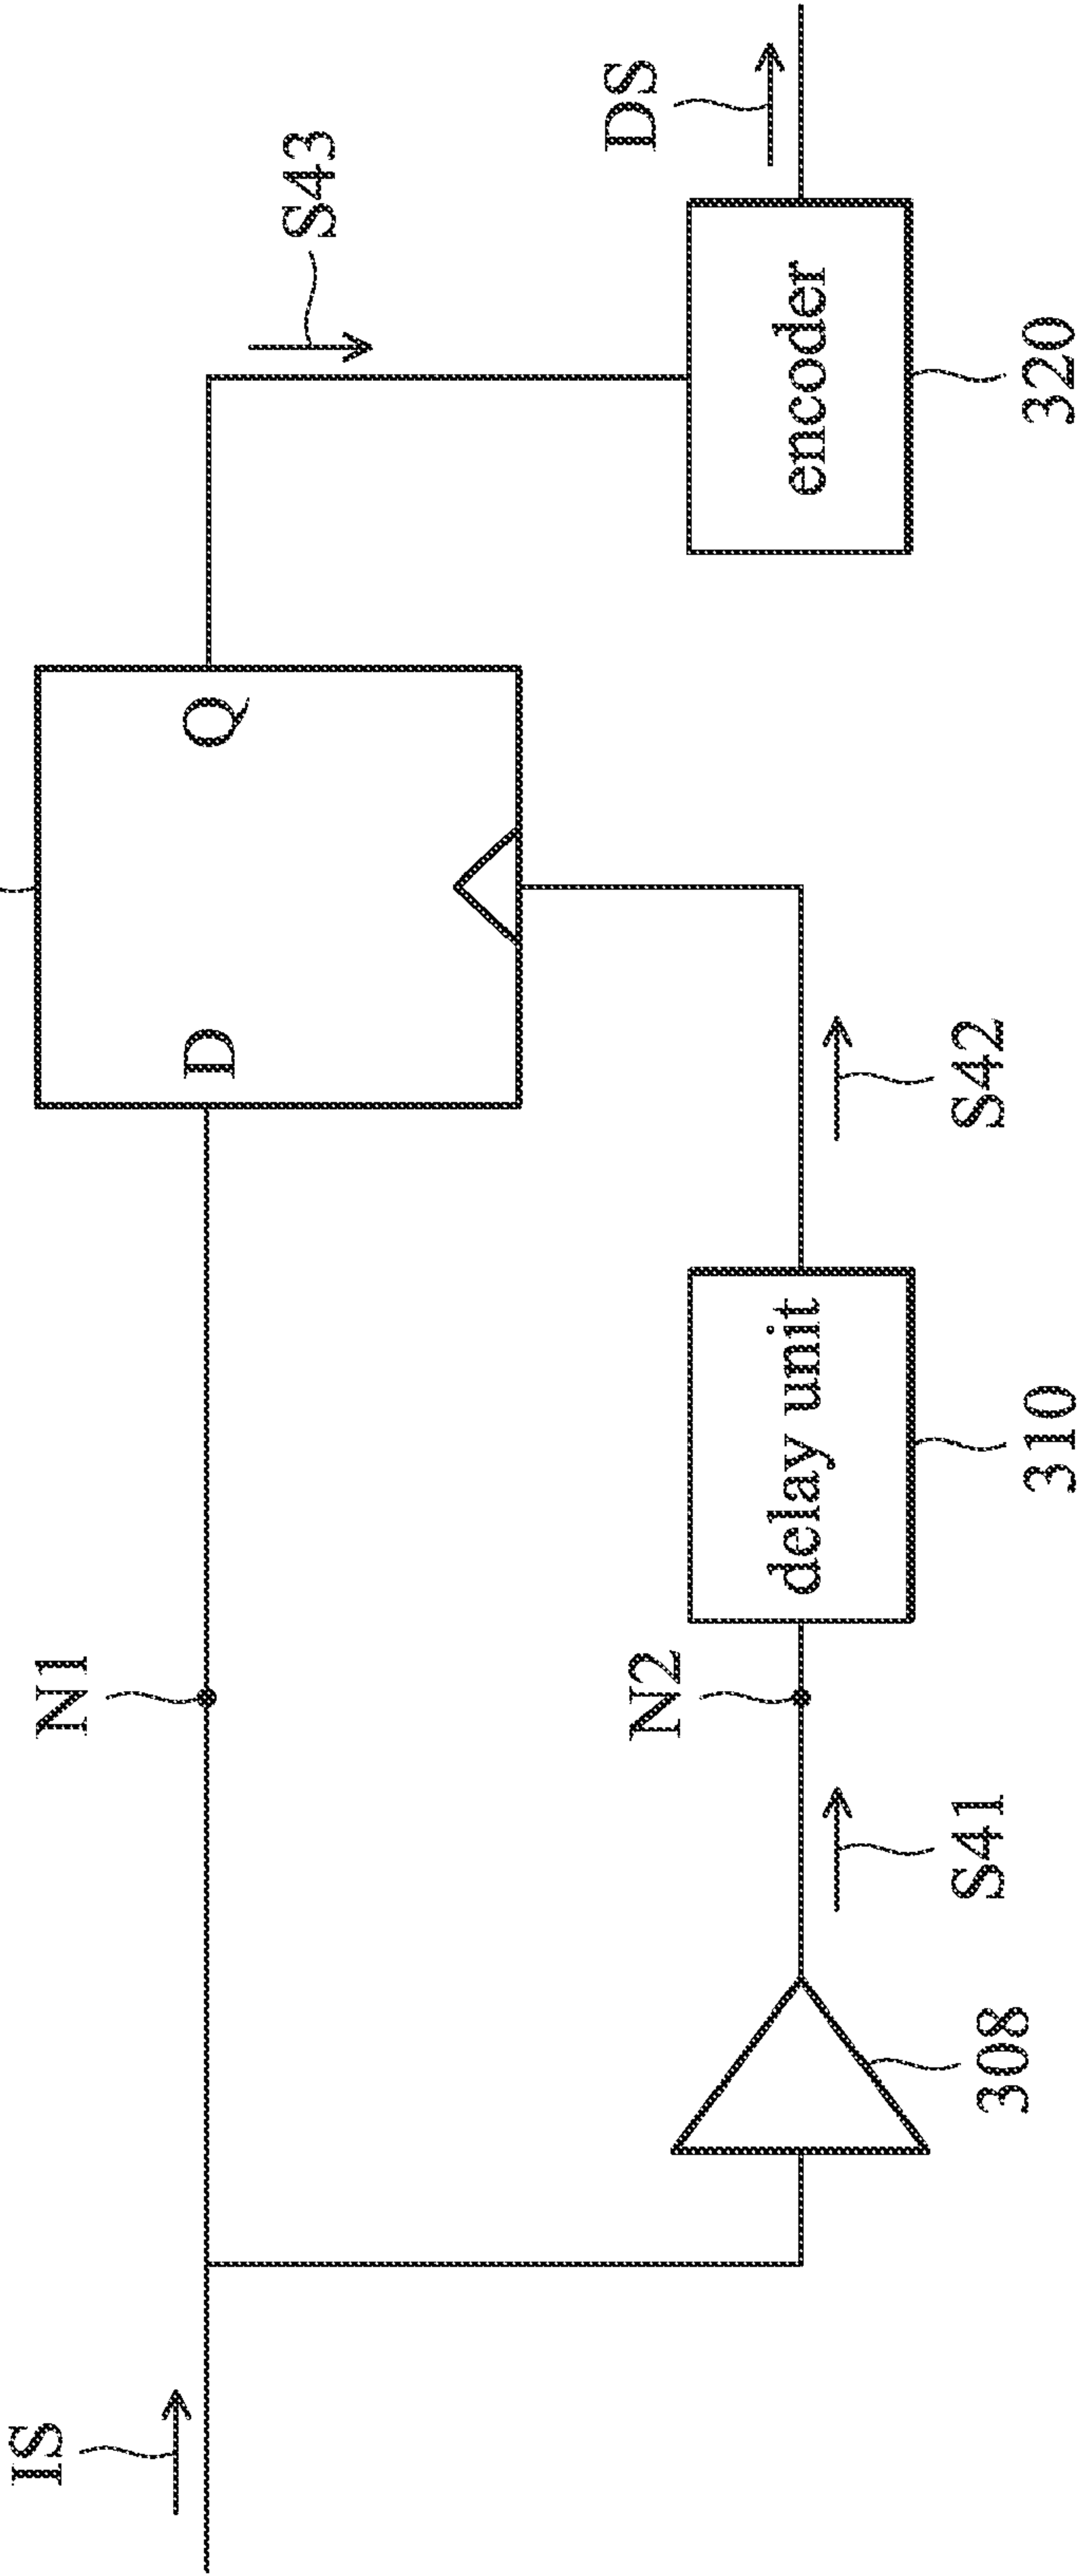 IS
N1
D
Q
S43
DS
N2
delay unit
encoder
S41
S42
308
310
320